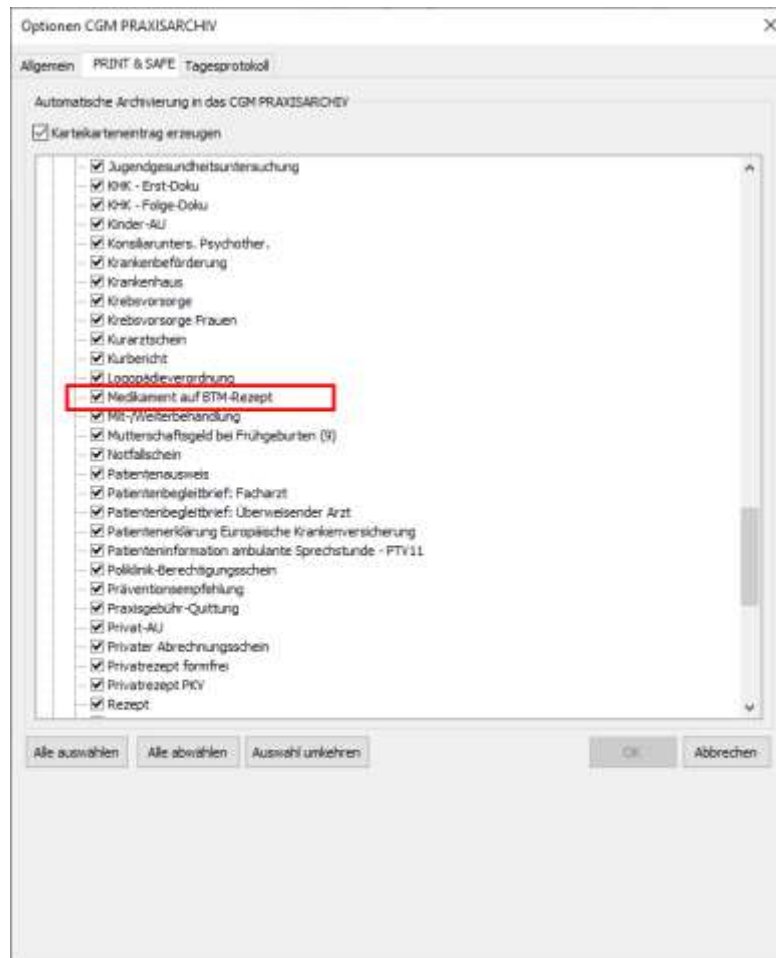 Optionen CGM PRAXISARCHIV
Allgemein PRINT & SAFE Tagesprotokoll
Automatische Archivierung in das CGM PRAXISARCHIV
Karteikarteneintrag erzeugen
Jugendgesundheitsuntersuchung
KHK - Erst-Doku
KHK - Folge-Doku
Kinder-AU
Konsiliarunters. Psychother.
Krankenbeförderung
Krankenhaus
Krebsvorsorge
Krebsvorsorge Frauen
Kurarztschein
Kurbericht
Logopädieverordnung
Medikament auf BTM-Rezept
Mit-/Weiterbehandlung
Mutterschaftsgeld bei Frühgeburten (9)
Notfallschein
Patientenausweis
Patientenbegleitbrief: Facharzt
Patientenbegleitbrief: Überweisender Arzt
Patientenerklärung Europäische Krankenversicherung
Patienteninformation ambulante Sprechstunde - PTV11
Poliklinik-Berechtigungsschein
Präventionsempfehlung
Praxisgebühr-Quittung
Privat-AU
Privater Abrechnungsschein
Privatrezept formfrei
Privatrezept PKV
Rezept
Alle auswählen Alle abwählen Auswahl umkehren OK Abbrechen